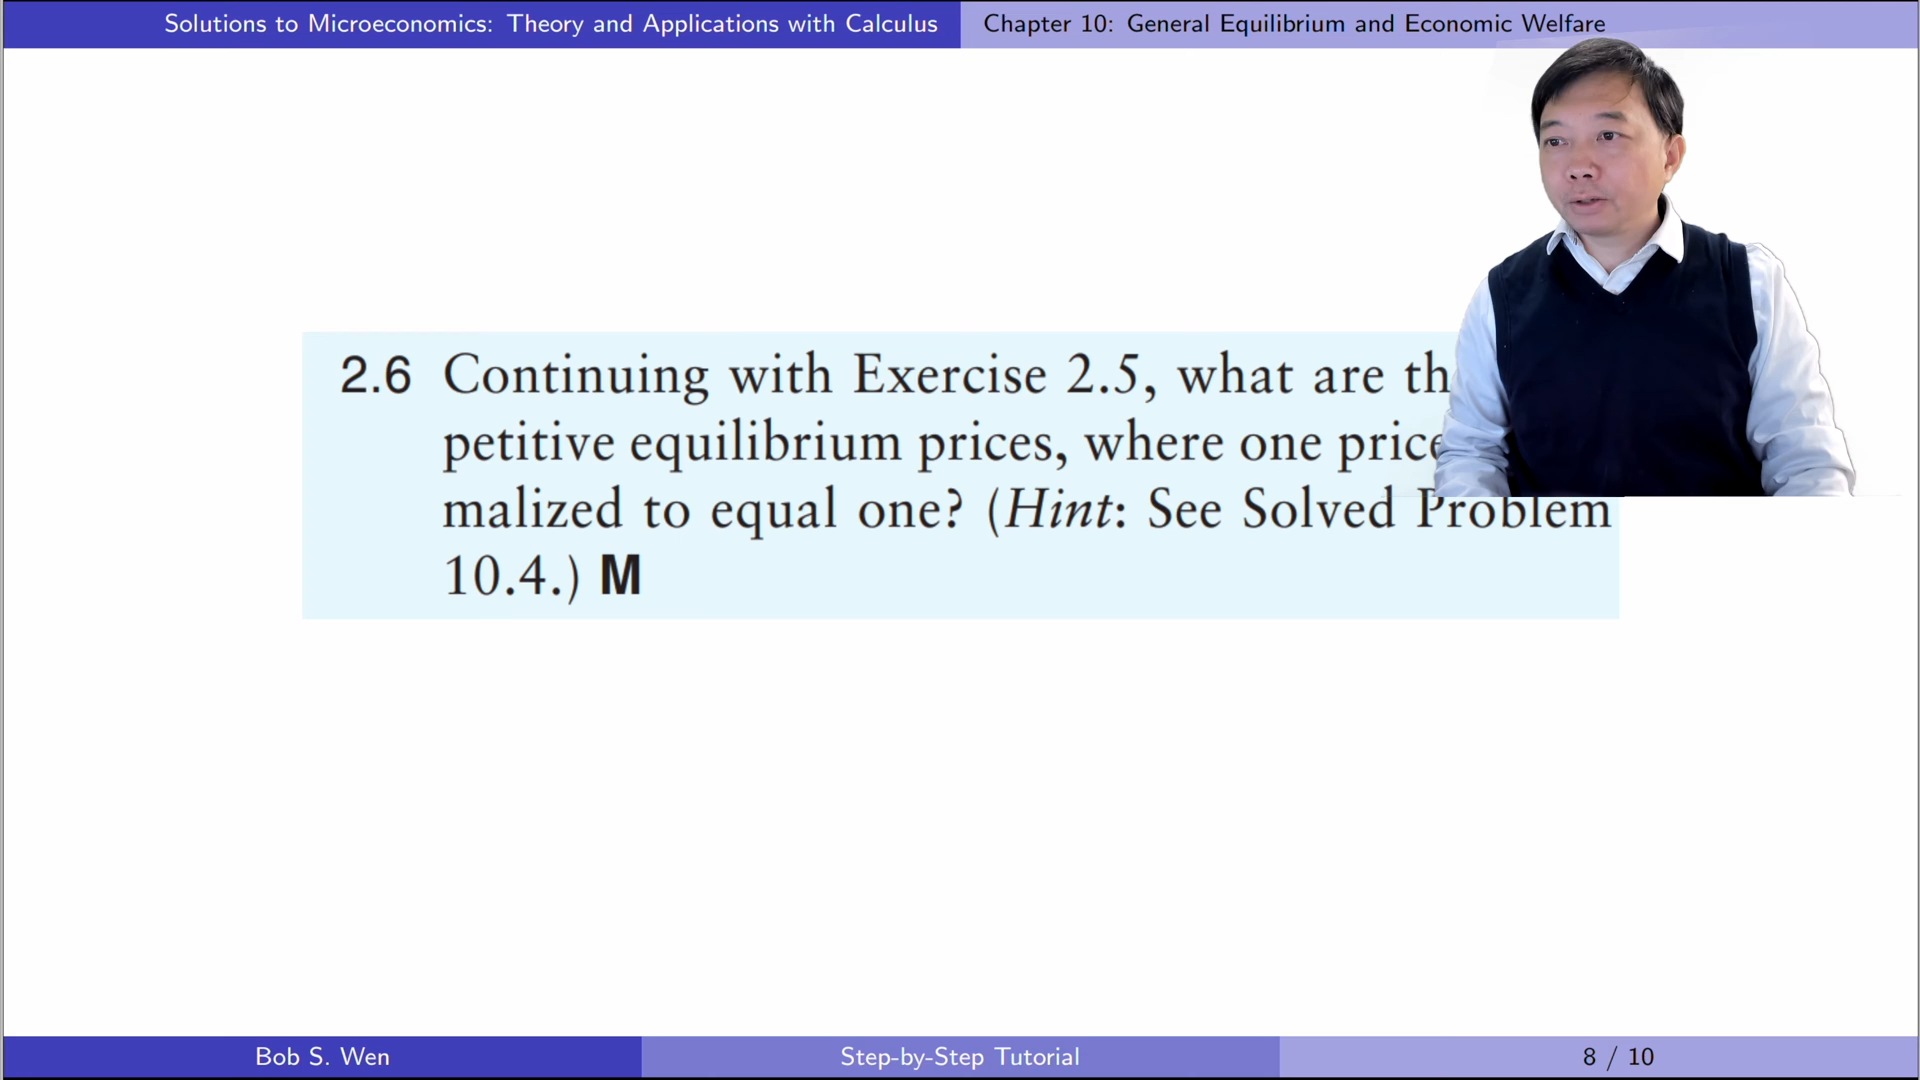 Solutions to Microeconomics: Theory and Applications with Calculus
Chapter 10: General Equilibrium and Economic Welfare
2.6 Continuing with Exercise 2.5, what are
petitive equilibrium prices, where one
malized to equal one? (Hint: See Solved Problem
10.4.) M
Bob S. Wen
Step-by-Step Tutorial
8 / 10